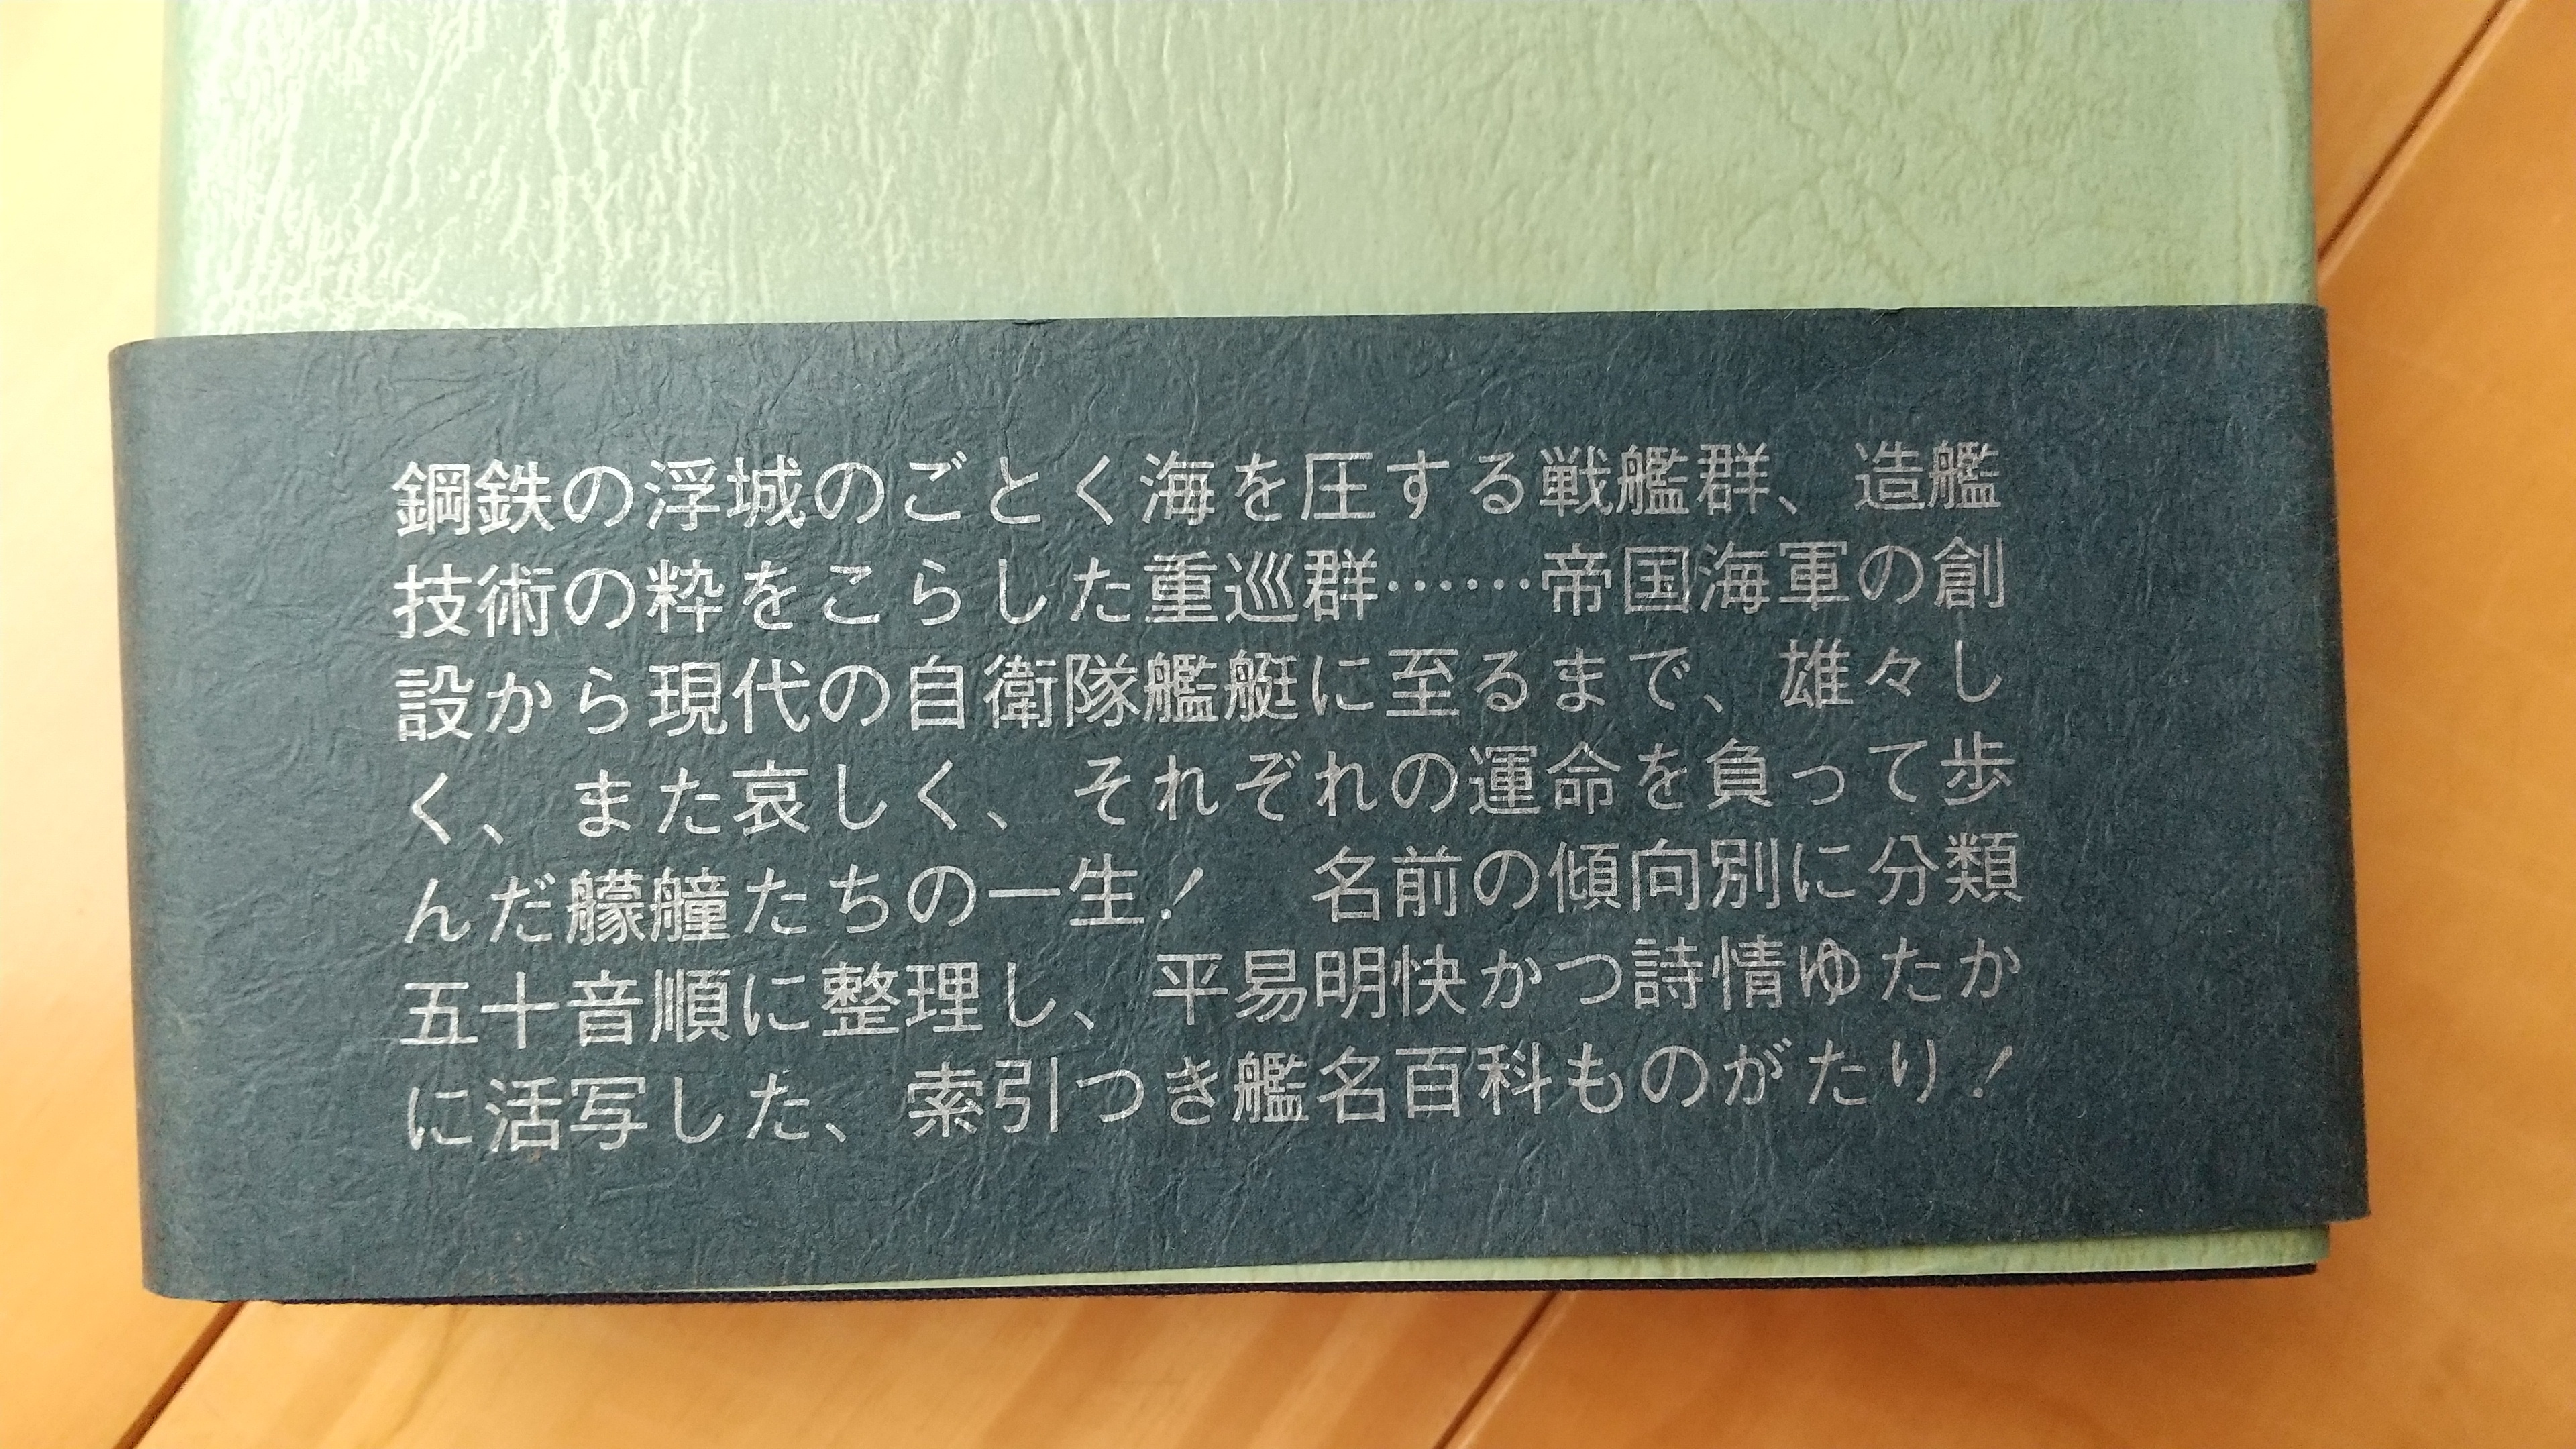 鋼鉄の浮城のごとく海を圧する戦艦群、造艦
技術の粋をこらした重巡群……帝国海軍の創
設から現代の自衛隊艦艇に至るまで、雄々し
く、また哀しく、それぞれの運命を負って歩
んだ艨艟たちの一生！　名前の傾向別に分類
五十音順に整理し、平易明快かつ詩情ゆたか
に活写した、索引つき艦名百科ものがたり！